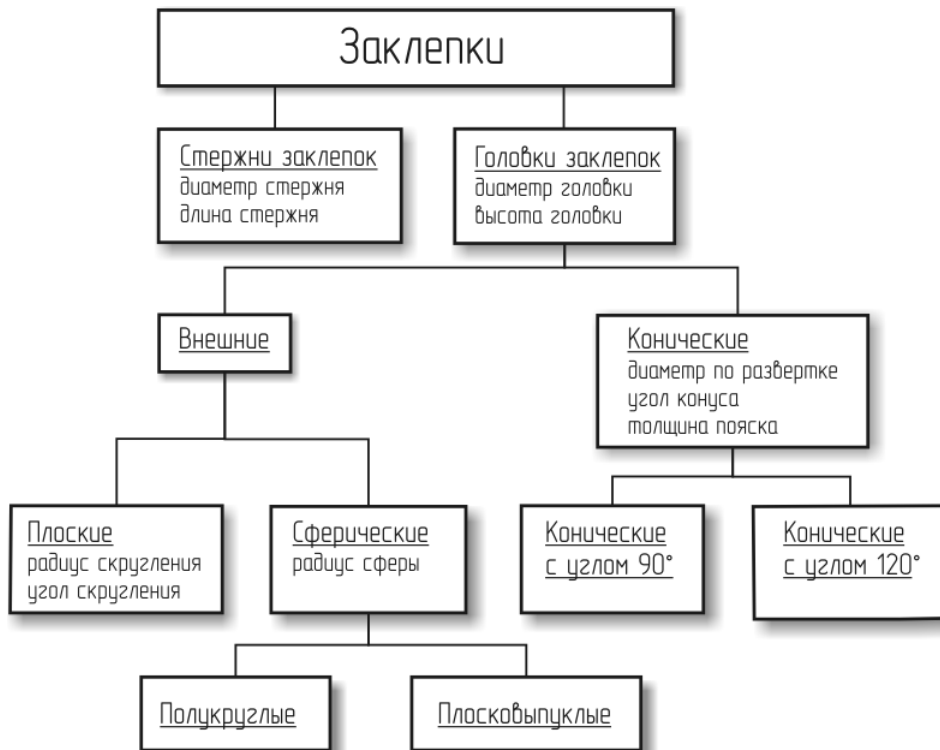 Заклепки
Стержни заклепок
диаметр стержня
длина стержня
Головки заклепок
диаметр головки
высота головки
Внешние
Конические
диаметр по развертке
угол конуса
толщина пояска
Плоские
радиус скругления
угол скругления
Сферические
радиус сферы
Конические
с углом 90°
Конические
с углом 120°
Полукруглые
Плосковыпуклые